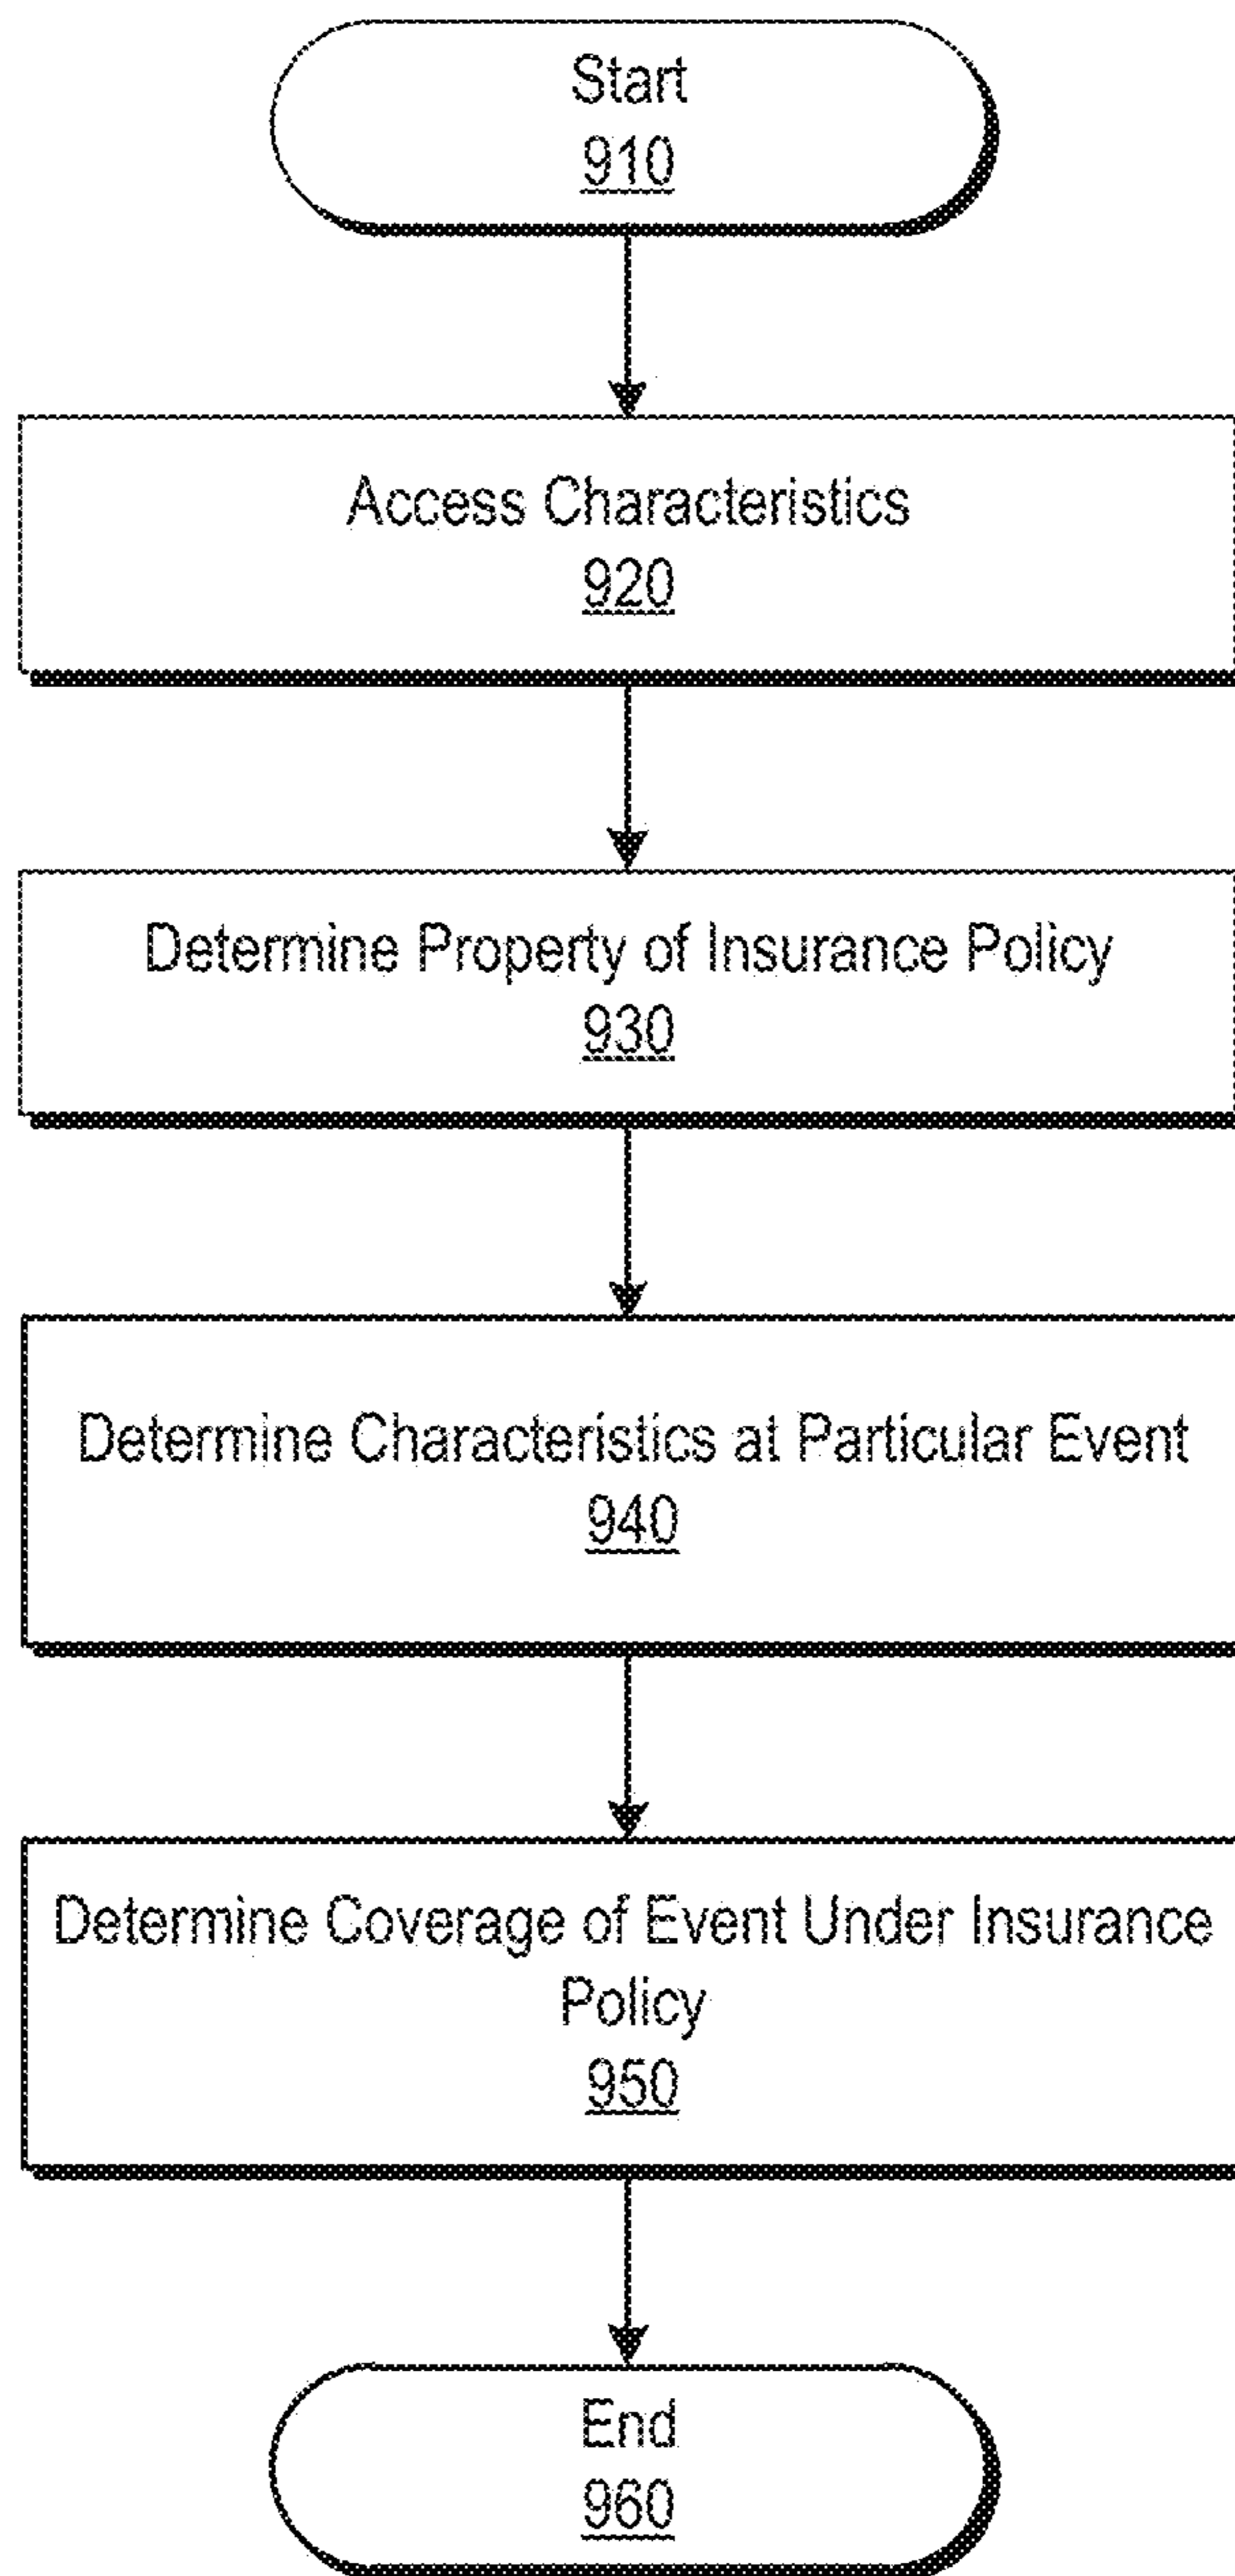 Start
910
Access Characteristics
920
Determine Property of Insurance Policy
930
Determine Characteristics at Particular Event
940
Determine Coverage of Event Under Insurance
Policy
950
End
960